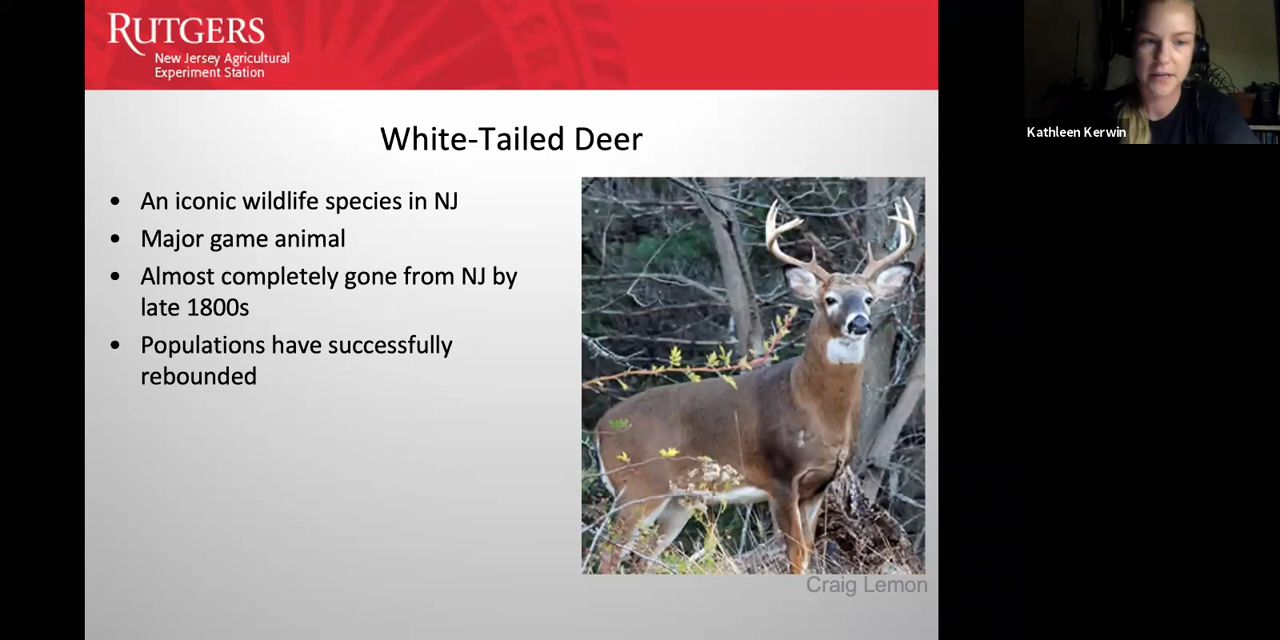 RUTGERS
New Jersey Agricultural
Experiment Station
White-Tailed Deer
• An iconic wildlife species in NJ
• Major game animal
• Almost completely gone from NJ by
late 1800s
• Populations have successfully
rebounded
Craig Lemon
Kathleen Kerwin